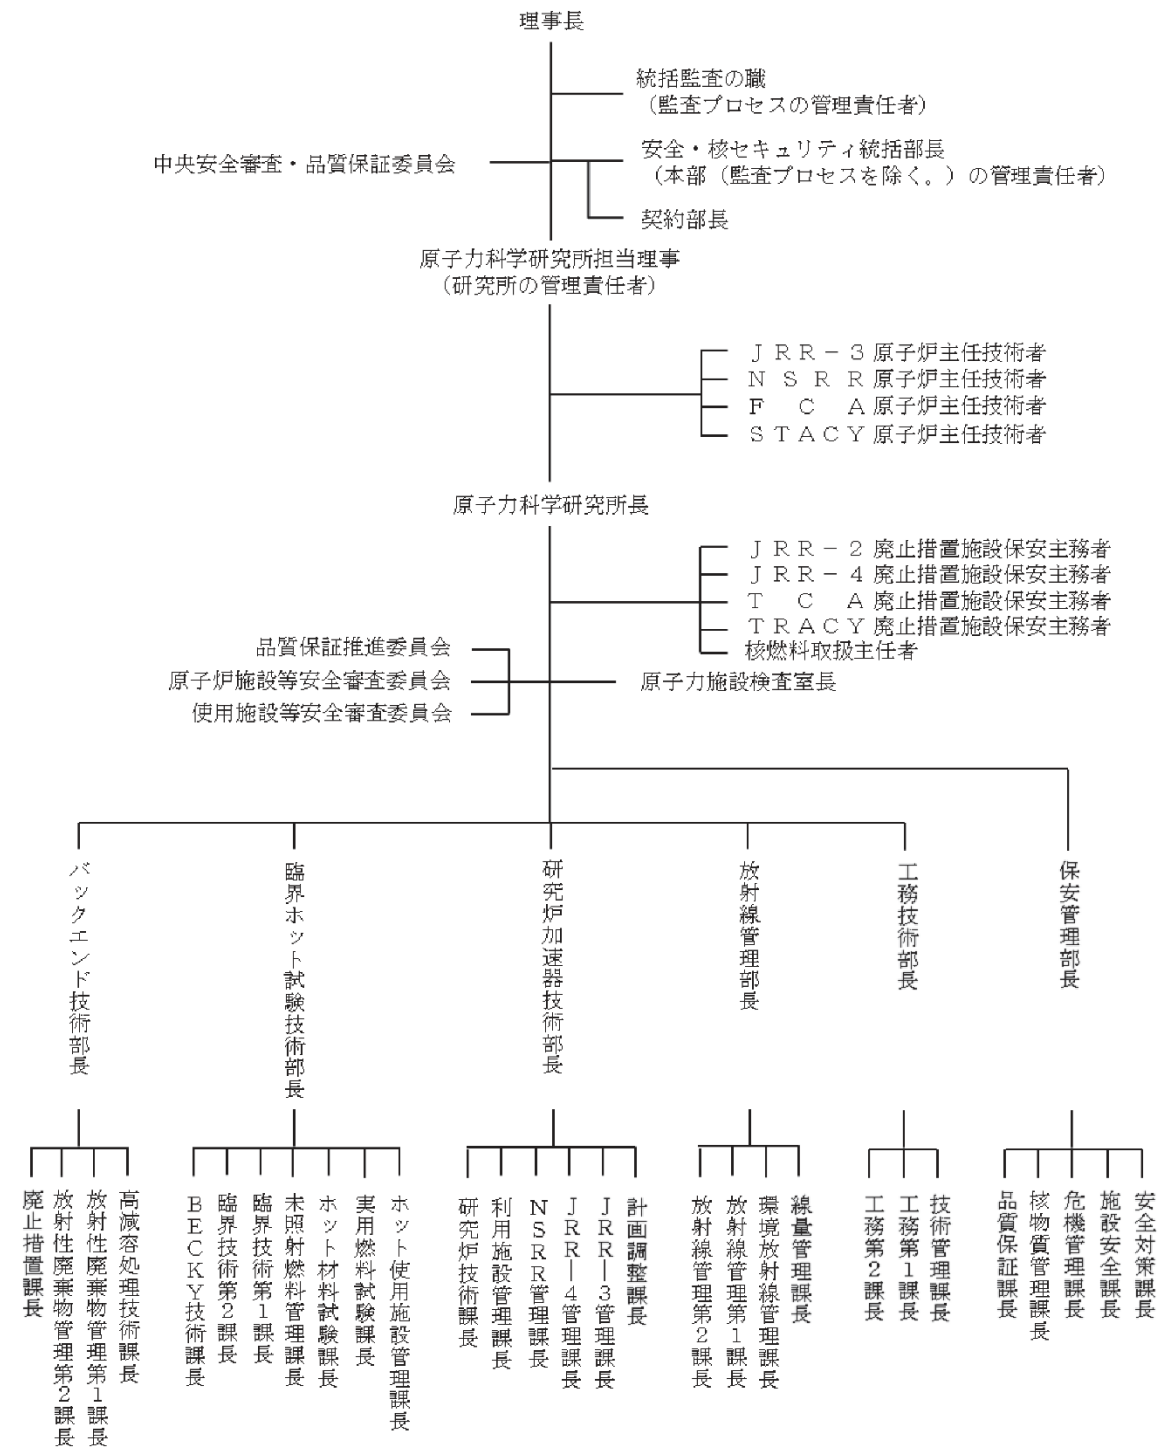 理事長
統括監査の職
（監査プロセスの管理責任者）
中央安全審査・品質保証委員会
安全・核セキュリティ統括部長
（本部（監査プロセスを除く。）の管理責任者）
契約部長
原子力科学研究所担当理事
（研究所の管理責任者）
ＪＲＲ－３原子炉主任技術者
ＮＳＲＲ原子炉主任技術者
Ｆ　Ｃ　Ａ原子炉主任技術者
ＳＴＡＣＹ原子炉主任技術者
原子力科学研究所長
ＪＲＲ－２廃止措置施設保安主務者
ＪＲＲ－４廃止措置施設保安主務者
Ｔ　Ｃ　Ａ廃止措置施設保安主務者
ＴＲＡＣＹ廃止措置施設保安主務者
核燃料取扱主任者
品質保証推進委員会
原子炉施設等安全審査委員会
使用施設等安全審査委員会
原子力施設検査室長
バックエンド技術部長
臨界ホット試験技術部長
研究炉加速器技術部長
放射線管理部長
工務技術部長
保安管理部長
廃止措置課長
放射性廃棄物管理第２課長
放射性廃棄物管理第１課長
高減容処理技術課長
ＢＥＣＫＹ技術課長
臨界技術第２課長
臨界技術第１課長
未照射燃料管理課長
ホット材料試験課長
実用燃料試験課長
ホット使用施設管理課長
研究炉技術課長
利用施設管理課長
ＮＳＲＲ管理課長
ＪＲＲ－４管理課長
ＪＲＲ－３管理課長
計画調整課長
放射線管理第２課長
放射線管理第１課長
環境放射線管理課長
線量管理課長
工務第２課長
工務第１課長
技術管理課長
品質保証課長
核物質管理課長
危機管理課長
施設安全課長
安全対策課長